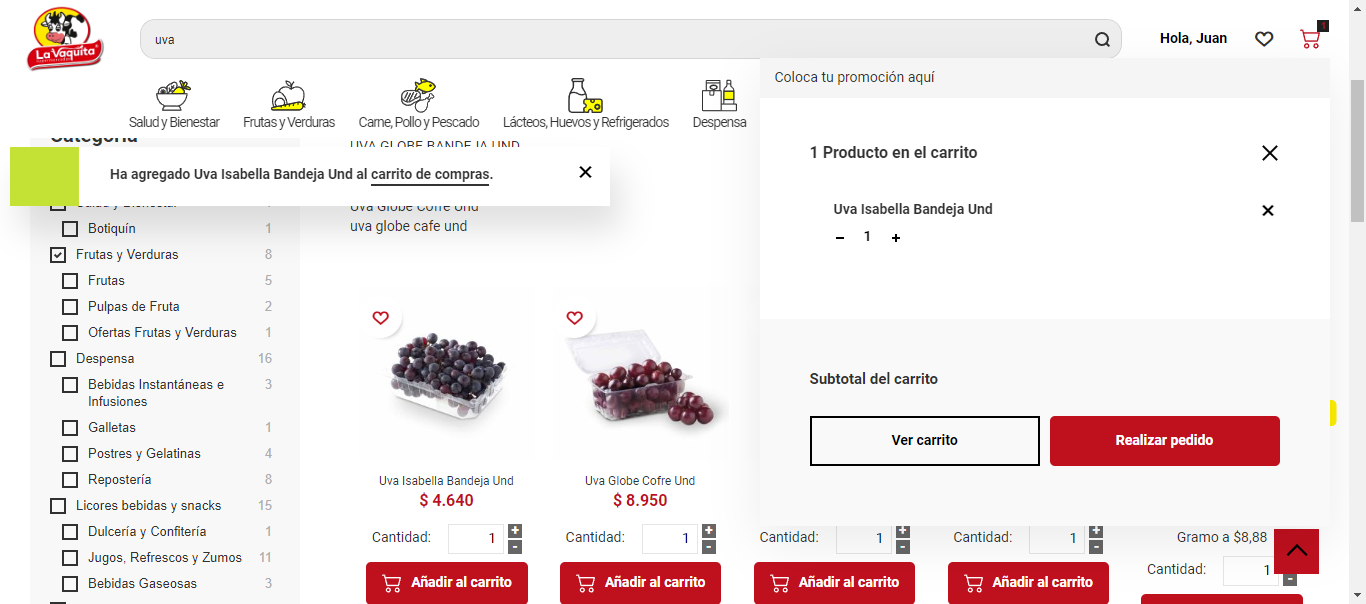 La Vaquita
uva
Hola, Juan
1
Salud y Bienestar
Frutas y Verduras
Carne, Pollo y Pescado
Lácteos, Huevos y Refrigerados
Despensa
Coloca tu promoción aquí
1 Producto en el carrito
Uva Isabella Bandeja Und
1
Subtotal del carrito
Ver carrito
Realizar pedido
Ha agregado Uva Isabella Bandeja Und al carrito de compras.
Categoría
Salud y Bienestar
Botiquín 1
Frutas y Verduras 8
Frutas 5
Pulpas de Fruta 2
Ofertas Frutas y Verduras 1
Despensa 16
Bebidas Instantáneas e 3
Infusiones
Galletas 1
Postres y Gelatinas 4
Repostería 8
Licores bebidas y snacks 15
Dulcería y Confitería 1
Jugos, Refrescos y Zumos 11
Bebidas Gaseosas 3
UVA GLOBE BANDEJA UND
Uva Globe Cofre Und
uva globe cafe und
Uva Isabella Bandeja Und
$ 4.640
Cantidad: 1
Añadir al carrito
Uva Globe Cofre Und
$ 8.950
Cantidad: 1
Añadir al carrito
Cantidad: 1
Añadir al carrito
Cantidad: 1
Añadir al carrito
Gramo a $8,88
Cantidad: 1